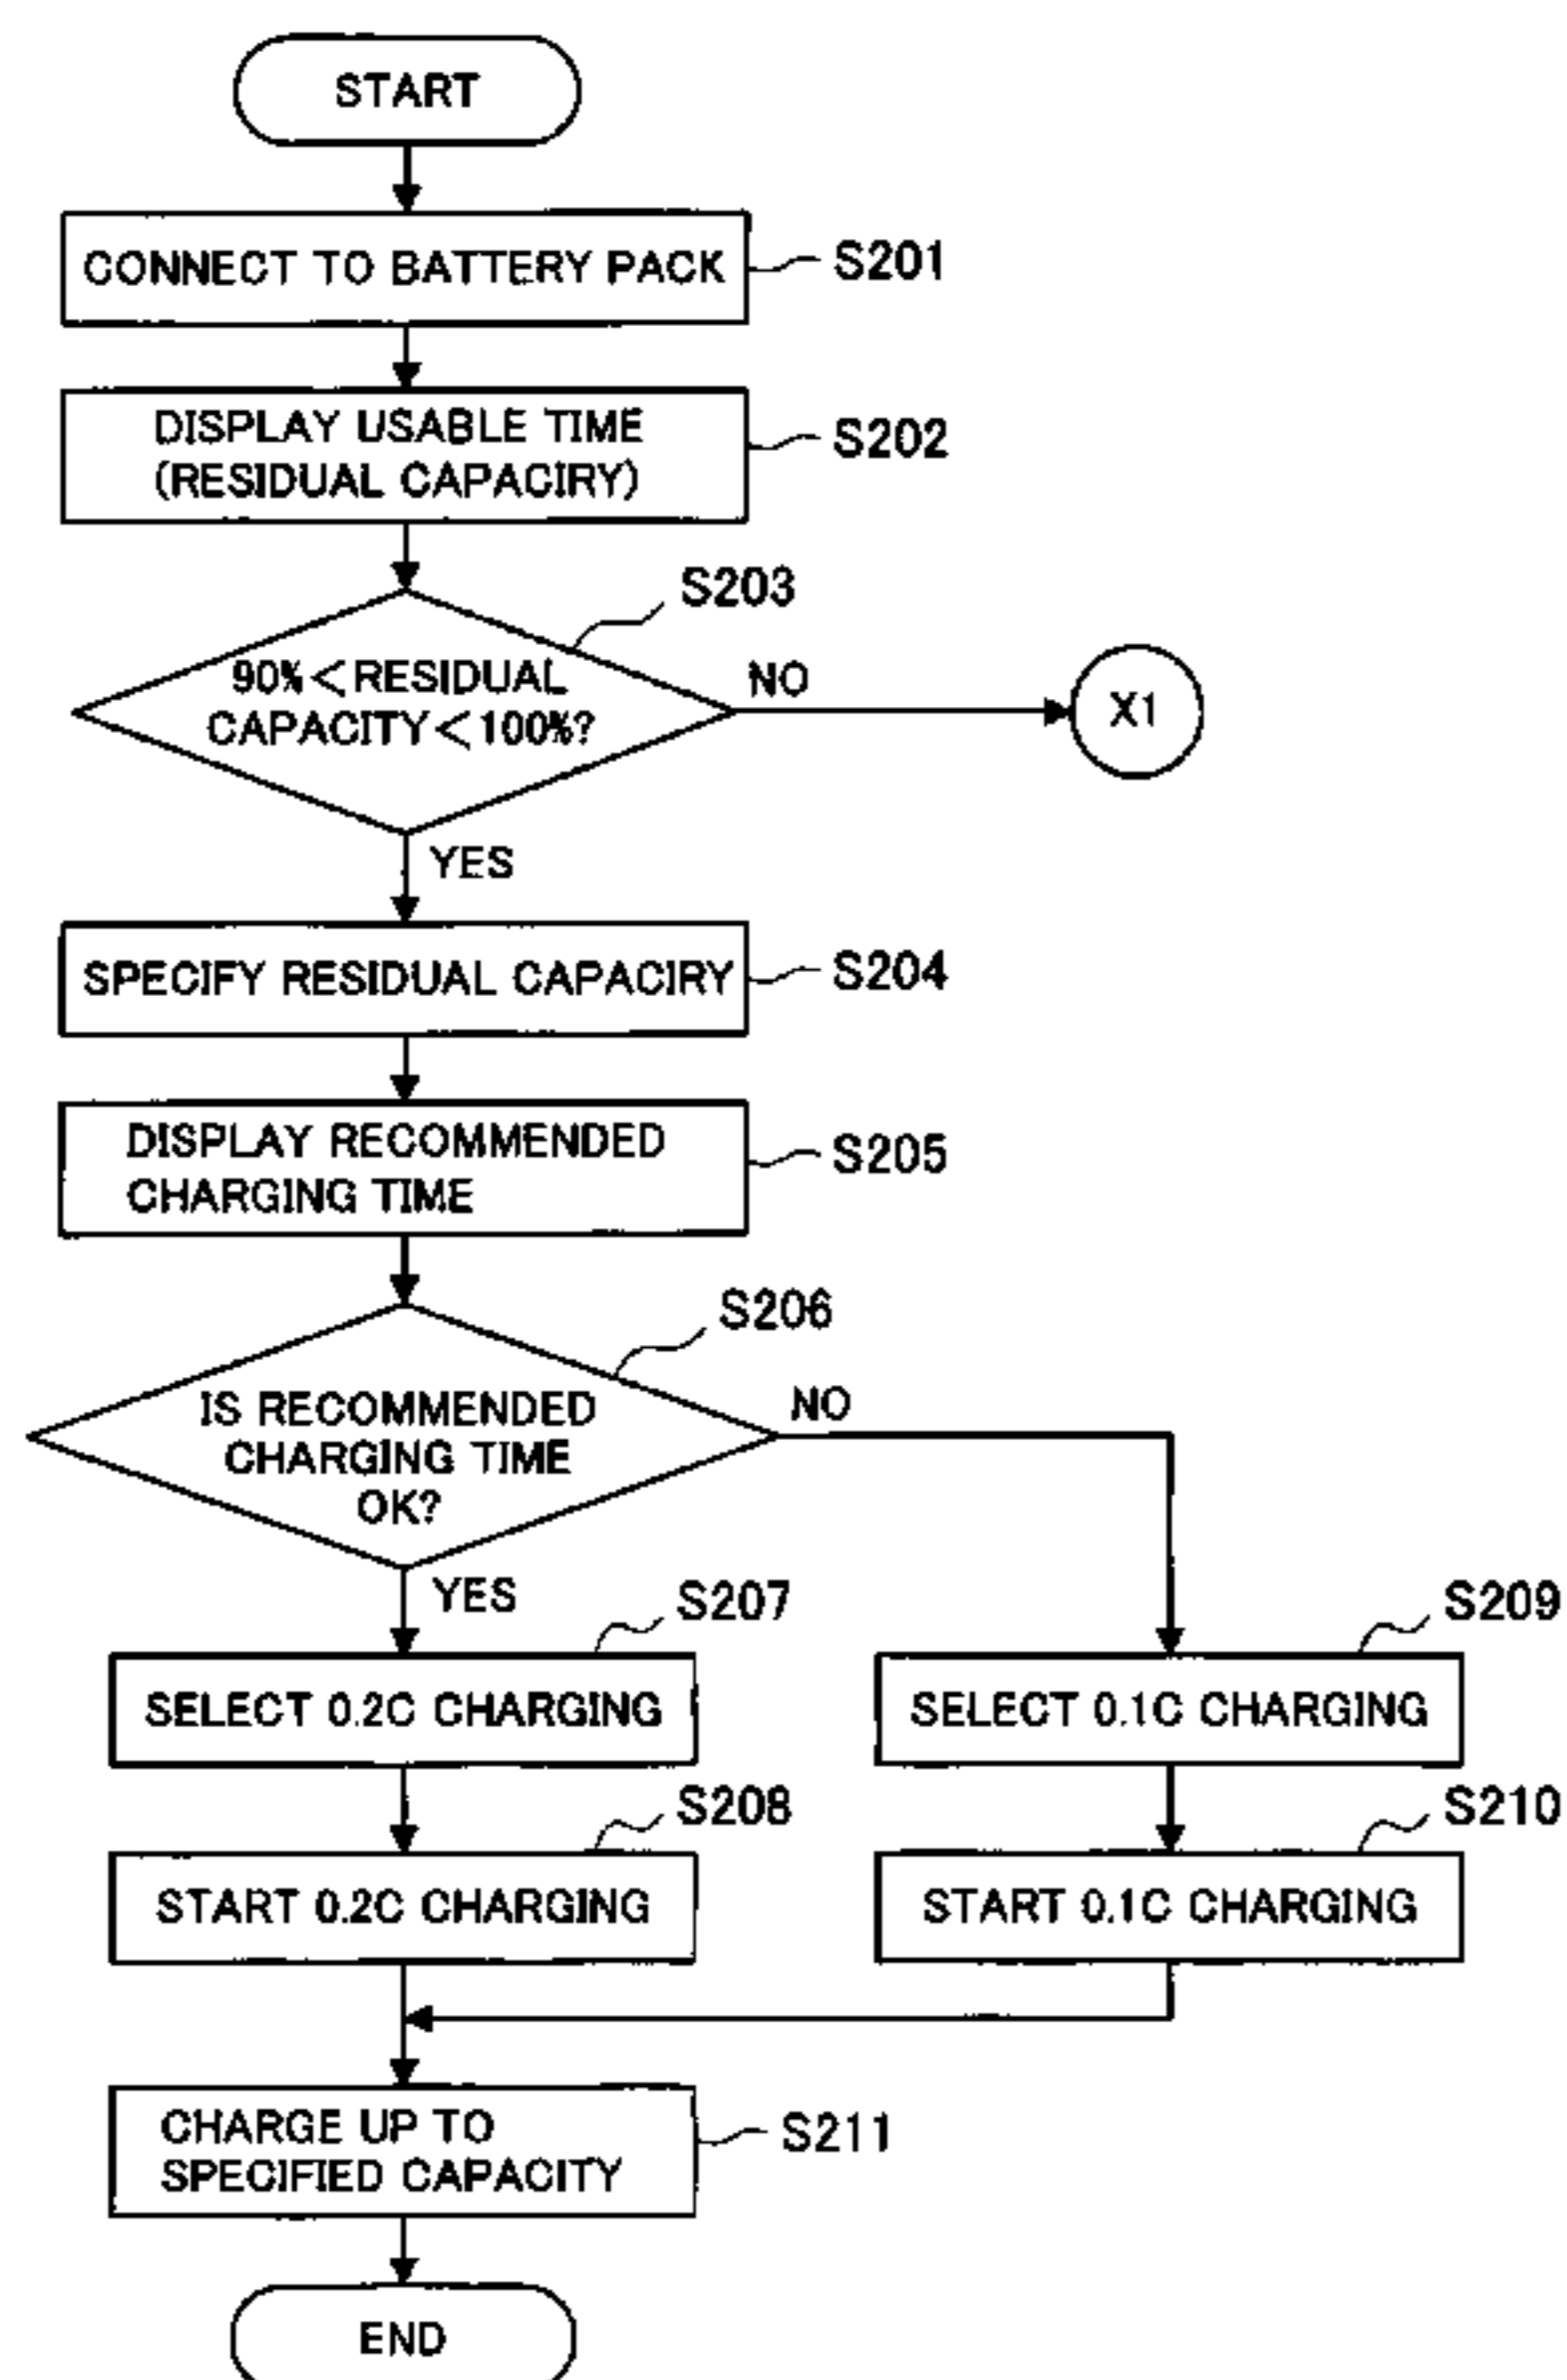 START
CONNECT TO BATTERY PACK
S201
DISPLAY USABLE TIME
(RESIDUAL CAPACIRY)
S202
S203
90%<RESIDUAL
CAPACITY<100%?
NO
X1
YES
SPECIFY RESIDUAL CAPACIRY
S204
DISPLAY RECOMMENDED
CHARGING TIME
S205
S206
IS RECOMMENDED
CHARGING TIME
OK?
NO
YES
S207
S209
SELECT 0.2C CHARGING
SELECT 0.1C CHARGING
S208
S210
START 0.2C CHARGING
START 0.1C CHARGING
CHARGE UP TO
SPECIFIED CAPACITY
S211
END